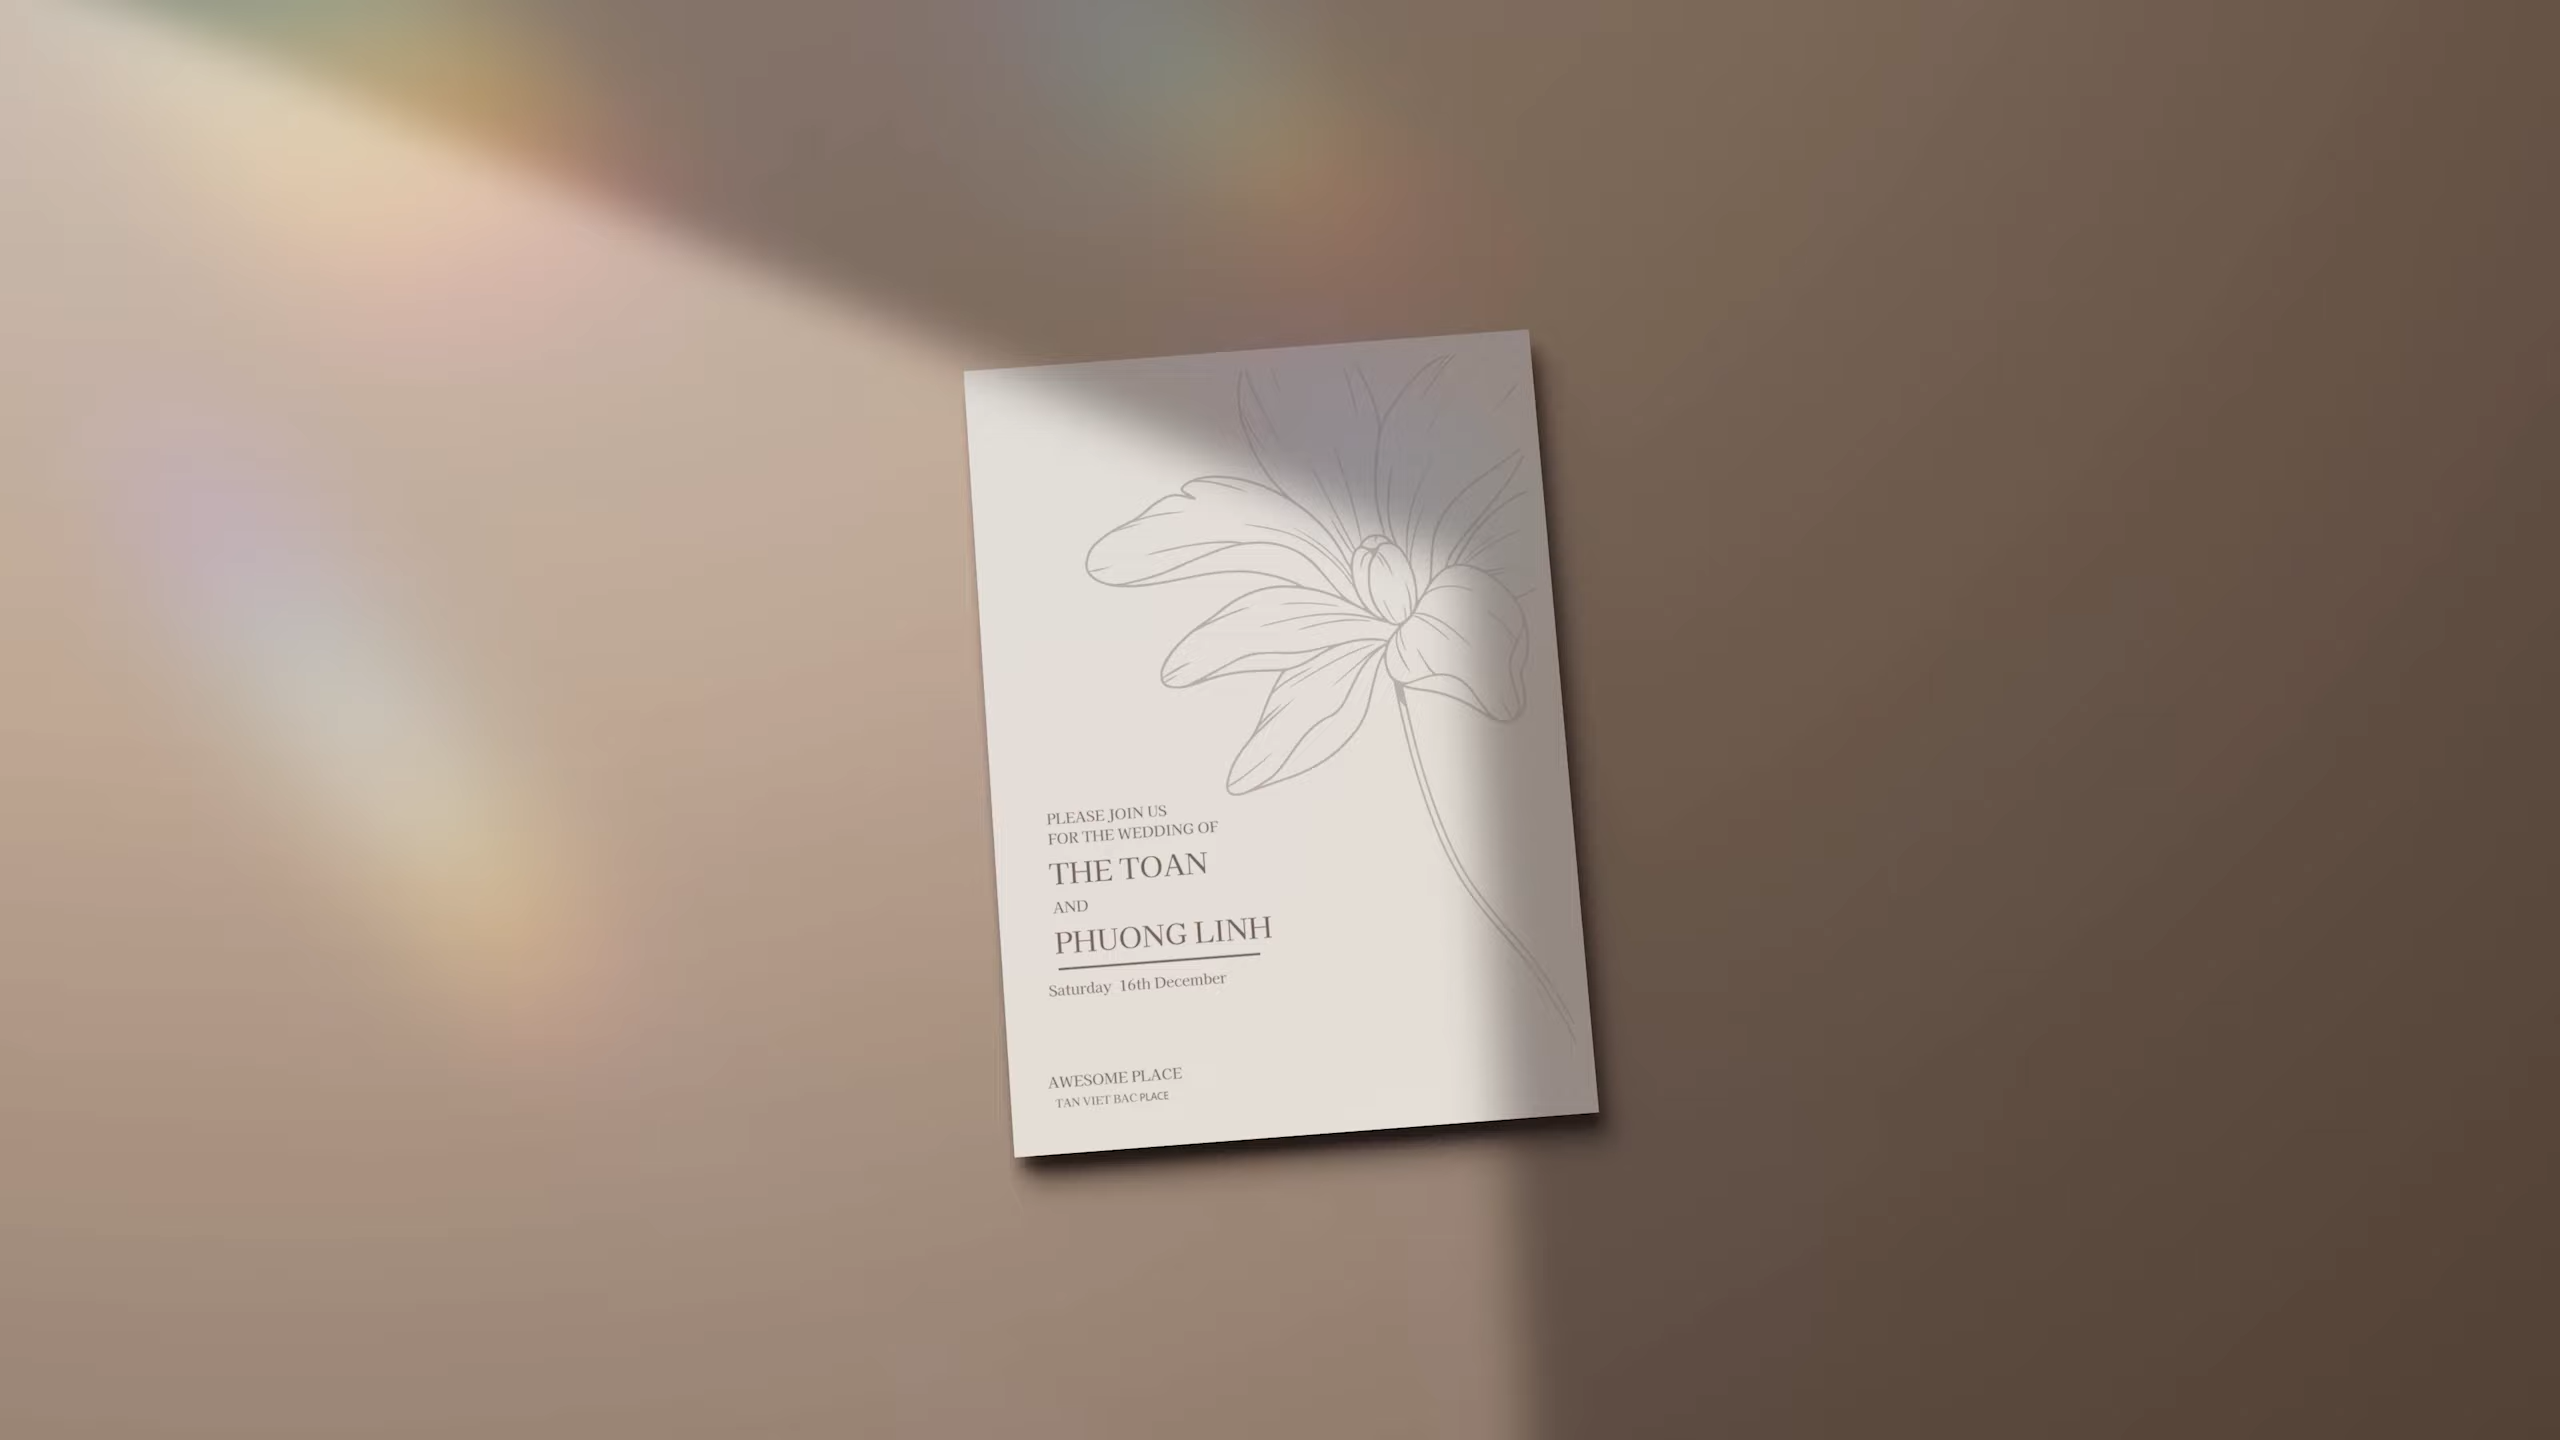 PLEASE JOIN US
FOR THE WEDDING OF
THE TOAN
AND
PHUONG LINH
Saturday 16th December
AWESOME PLACE
TAN VIET BAC PLACE